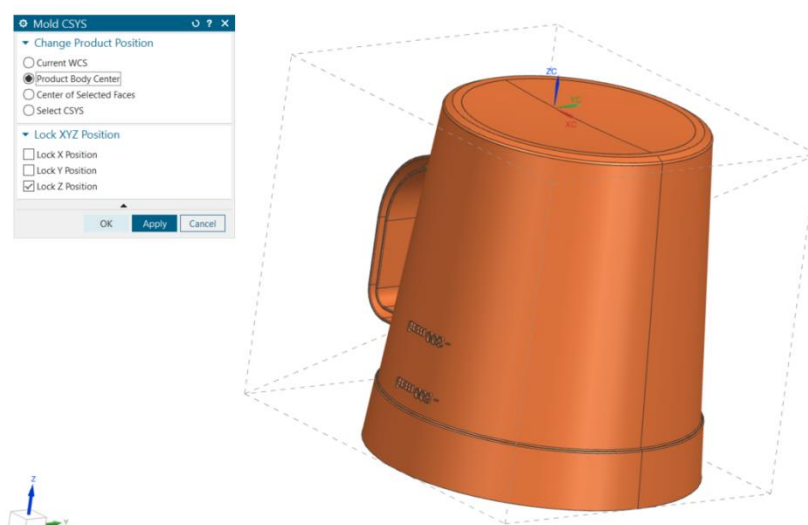 Mold CSYS
Change Product Position
Current WCS
Product Body Center
Center of Selected Faces
Select CSYS
Lock XYZ Position
Lock X Position
Lock Y Position
Lock Z Position
OK Apply Cancel
ZC
YC
XC
Z
Y